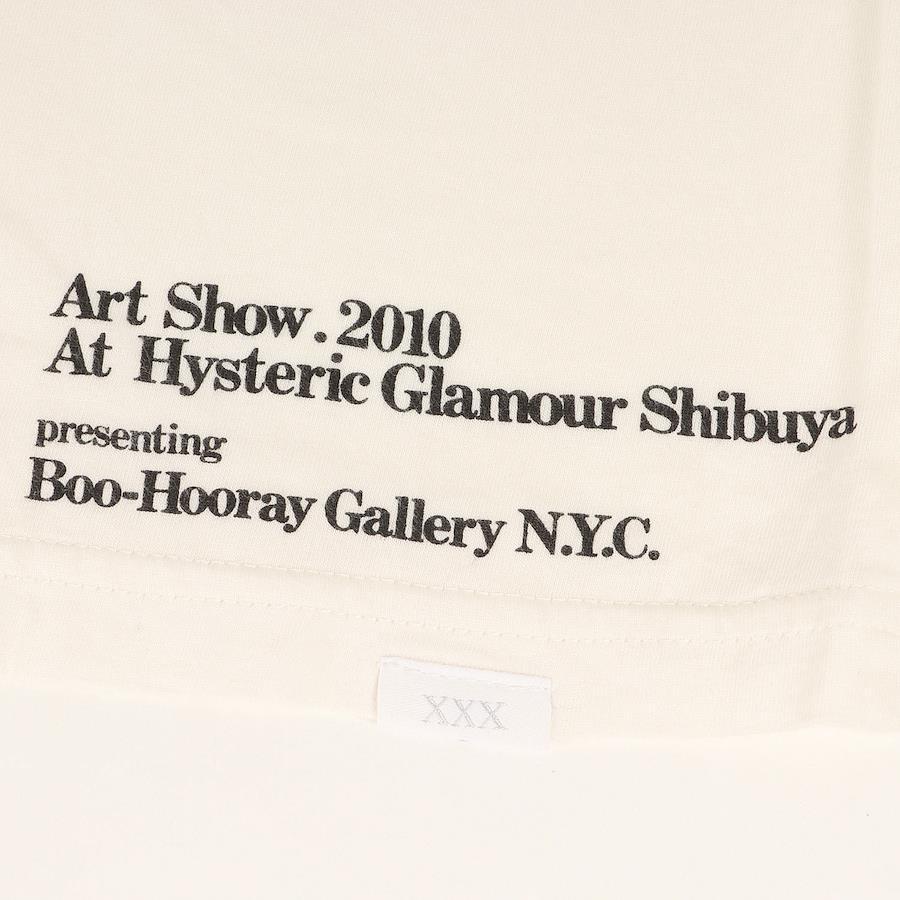 Art Show. 2010
At Hysteric Glamour Shibuya
presenting
Boo-Hooray Gallery N.Y.C.
XXX